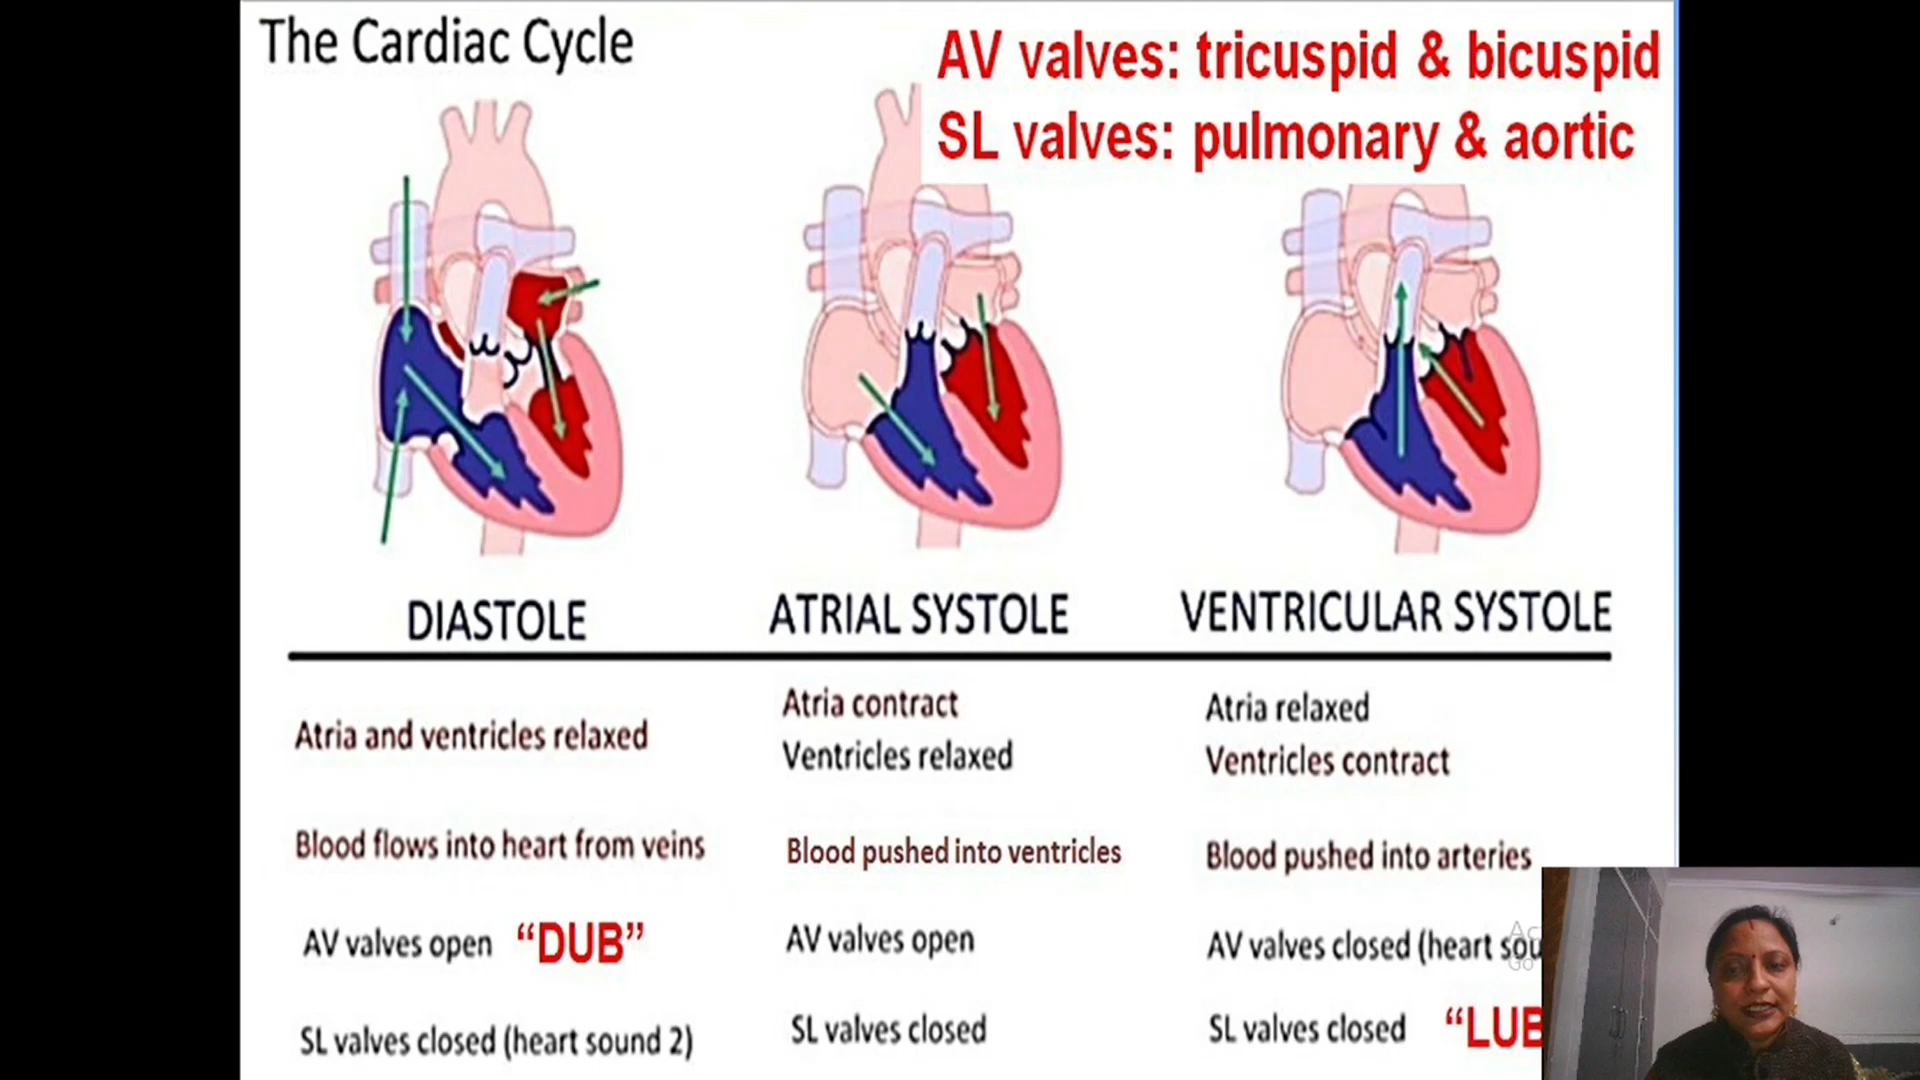 The Cardiac Cycle
AV valves: tricuspid & bicuspid
SL valves: pulmonary & aortic
DIASTOLE
ATRIAL SYSTOLE
VENTRICULAR SYSTOLE
Atria and ventricles relaxed
Blood flows into heart from veins
AV valves open "DUB"
SL valves closed (heart sound 2)
Atria contract
Ventricles relaxed
Blood pushed into ventricles
AV valves open
SL valves closed
Atria relaxed
Ventricles contract
Blood pushed into arteries
AV valves closed (heart sou
SL valves closed "LUB